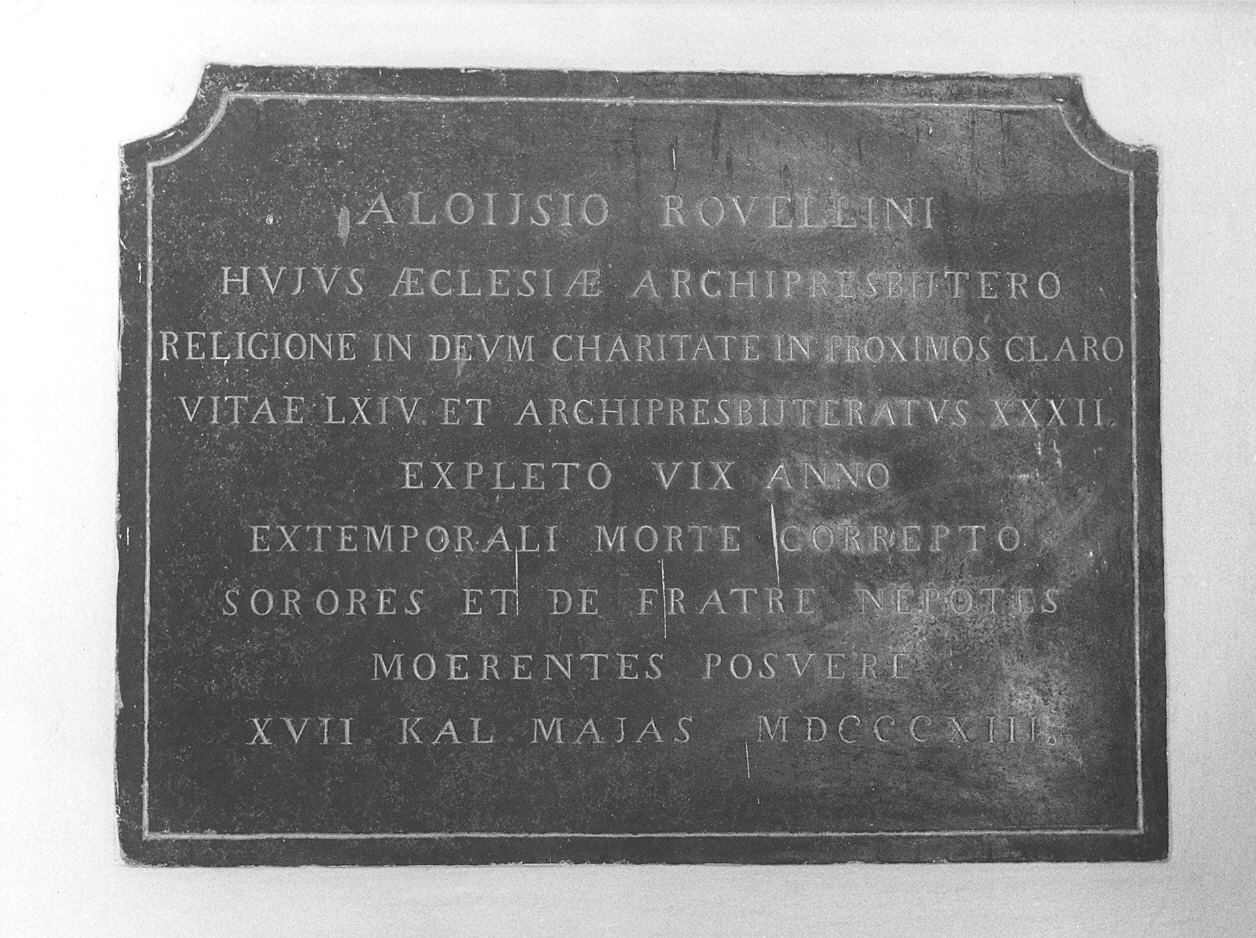 ALOIJSIO ROVELLINI
HVJVS ÆCLESIÆ ARCHIPRESBIJTERO
RELIGIONE IN DEVM CHARITATE IN PROXIMOS CLARO
VITAE LXIV. ET ARCHIPRESBIJTERATVS XXXII.
EXPLETO VIX ANNO
EXTEMPORALI MORTE CORREPTO
SORORES ET DE FRATRE NEPOTES
MOERENTES POSVERE
XVII. KAL. MAJAS MDCCCXIII.